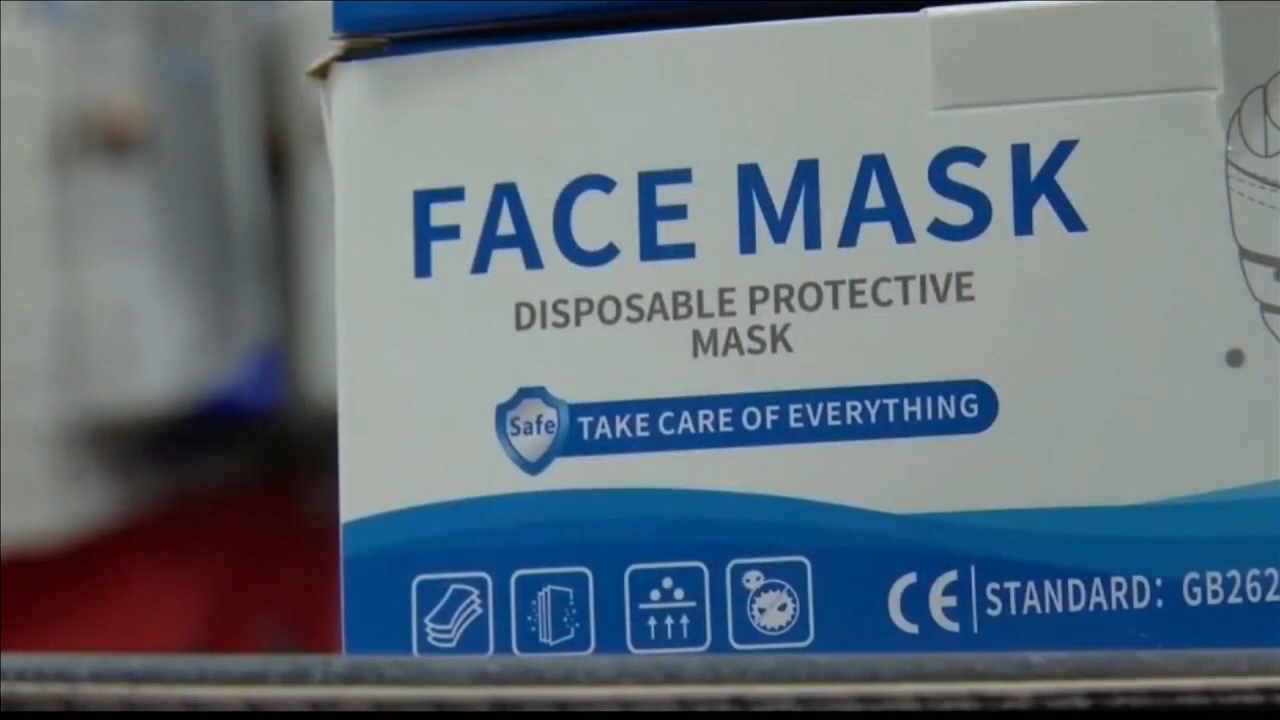 FACE MASK
DISPOSABLE PROTECTIVE
MASK
Safe
TAKE CARE OF EVERYTHING
CE
STANDARD: GB262